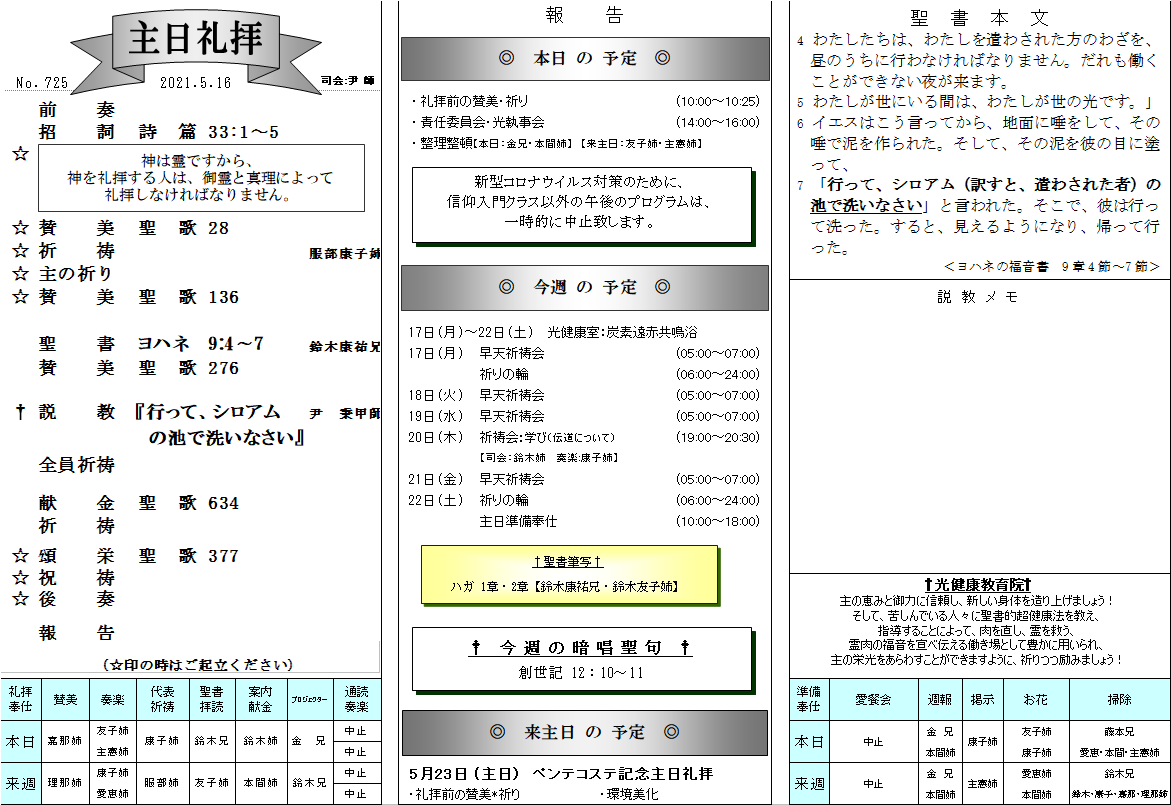 主日礼拝
No. 725
2021.5.16
司会:尹 師
前 奏
招 詞 詩 篇 33:1～5
☆
神は霊ですから、
神を礼拝する人は、御霊と真理によって
礼拝しなければなりません。
☆ 賛 美 聖 歌 28
☆ 祈 祷 服部康子姉
☆ 主の祈り
☆ 賛 美 聖 歌 136
聖 書 ヨハネ 9:4～7 鈴木康祐兄
賛 美 聖 歌 276
† 説 教 『行って、シロアム 尹 秉甲師
の池で洗いなさい』
全員祈祷
献 金 聖 歌 634
祈 祷
☆ 頌 栄 聖 歌 377
☆ 祝 祷
☆ 後 奏
報 告
(☆印の時はご起立ください)
礼拝奉仕 賛美 奏楽 代表祈祷 聖書拝読 案内献金 プロジェクター 通読奏楽
本日 嘉那姉 友子姉 主恵姉 康子姉 鈴木兄 鈴木姉 金 兄 中止 中止
来週 理那姉 康子姉 愛恵姉 服部姉 友子姉 本間姉 鈴木兄 中止 中止
報 告
◎ 本日 の 予定 ◎
・礼拝前の賛美・祈り (10:00～10:25)
・責任委員会・光執事会 (14:00～16:00)
・整理整頓【本日:金兄・本間姉】 【来主日:友子姉・主恵姉】
新型コロナウイルス対策のために、
信仰入門クラス以外の午後のプログラムは、
一時的に中止致します。
◎ 今週 の 予定 ◎
17日(月)～22日(土) 光健康室:炭素遠赤共鳴浴
17日(月) 早天祈祷会 (05:00～07:00)
祈りの輪 (06:00～24:00)
18日(火) 早天祈祷会 (05:00～07:00)
19日(水) 早天祈祷会 (05:00～07:00)
20日(木) 祈祷会:学び(伝道について) (19:00～20:30)
【司会:鈴木姉 奏楽:康子姉】
21日(金) 早天祈祷会 (05:00～07:00)
22日(土) 祈りの輪 (06:00～24:00)
主日準備奉仕 (10:00～18:00)
†聖書筆写†
ハガ 1章・2章【鈴木康祐兄・鈴木友子姉】
† 今週の暗唱聖句 †
創世記 12:10～11
◎ 来主日 の 予定 ◎
5月23日(主日) ペンテコステ記念主日礼拝
・礼拝前の賛美*祈り ・環境美化
聖書本文
4 わたしたちは、わたしを遣わされた方のわざを、
昼のうちに行わなければなりません。だれも働く
ことができない夜が来ます。
5 わたしが世にいる間は、わたしが世の光です。」
6 イエスはこう言ってから、地面に唾をして、その
唾で泥を作られた。そして、その泥を彼の目に塗
って、
7 「行って、シロアム（訳すと、遣わされた者）の
池で洗いなさい」と言われた。そこで、彼は行っ
て洗った。すると、見えるようになり、帰って行
った。
＜ヨハネの福音書 9章4節～7節＞
説教メモ
†光健康教育院†
主の恵みと御力に信頼し、新しい身体を造り上げましょう！
そして、苦しんでいる人々に聖書的超健康法を教え、
指導することによって、肉を直し、霊を救う、
霊肉の福音を宣べ伝える働き場として豊かに用いられ、
主の栄光をあらわすことができますように、祈りつつ励みましょう！
準備奉仕 愛餐会 週報 掲示 お花 掃除
本日 中止 金 兄 本間姉 康子姉 友子姉 康子姉 藤本兄 愛恵・本間・主恵姉
来週 中止 金 兄 本間姉 主恵姉 愛恵姉 本間姉 鈴木兄 鈴木・康子・嘉那・理那姉